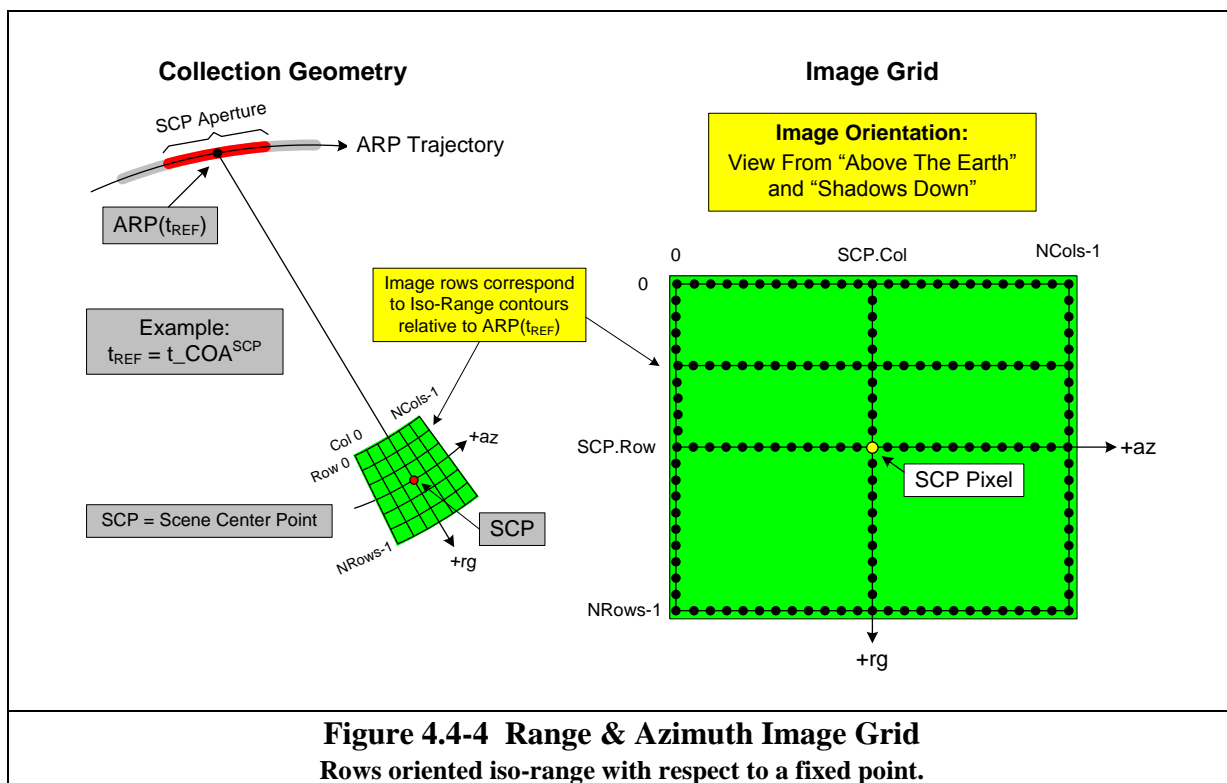 Collection Geometry
SCP Aperture
ARP Trajectory
ARP(tREF)
Example:
tREF = t_COA^SCP
Image rows correspond
to Iso-Range contours
relative to ARP(tREF)
Col 0
NCols-1
Row 0
+az
SCP = Scene Center Point
SCP
NRows-1
+rg
Image Grid
Image Orientation:
View From “Above The Earth”
and “Shadows Down”
0
SCP.Col
NCols-1
0
SCP.Row
+az
SCP Pixel
NRows-1
+rg
Figure 4.4-4 Range & Azimuth Image Grid
Rows oriented iso-range with respect to a fixed point.